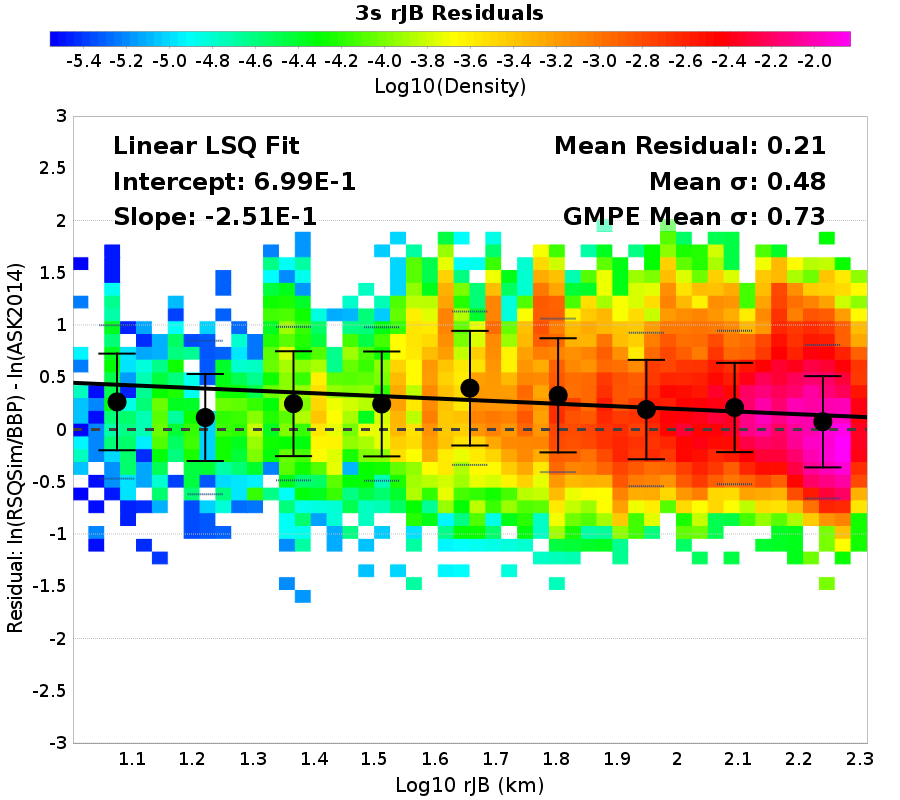 3s rJB Residuals
-5.4 -5.2 -5.0 -4.8 -4.6 -4.4 -4.2 -4.0 -3.8 -3.6 -3.4 -3.2 -3.0 -2.8 -2.6 -2.4 -2.2 -2.0
Log10(Density)
Linear LSQ Fit
Intercept: 6.99E-1
Slope: -2.51E-1
Mean Residual: 0.21
Mean σ: 0.48
GMPE Mean σ: 0.73
Residual: ln(RSQSim/BBP) - ln(ASK2014)
3
2.5
2
1.5
1
0.5
0
-0.5
-1
-1.5
-2
-2.5
-3
1.1 1.2 1.3 1.4 1.5 1.6 1.7 1.8 1.9 2 2.1 2.2 2.3
Log10 rJB (km)